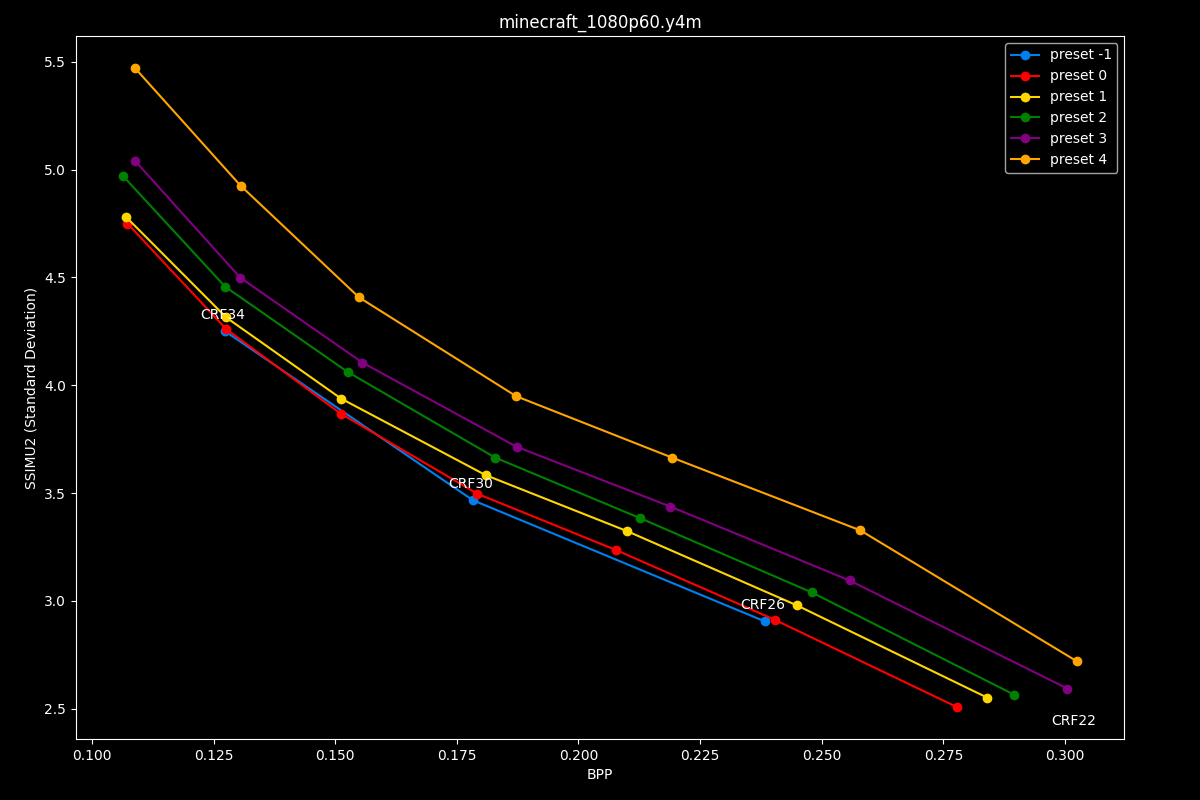 minecraft_1080p60.y4m
preset -1
preset 0
preset 1
preset 2
preset 3
preset 4
SSIMU2 (Standard Deviation)
5.5
5.0
4.5
4.0
3.5
3.0
2.5
CRF34
CRF30
CRF26
CRF22
0.100 0.125 0.150 0.175 0.200 0.225 0.250 0.275 0.300
BPP